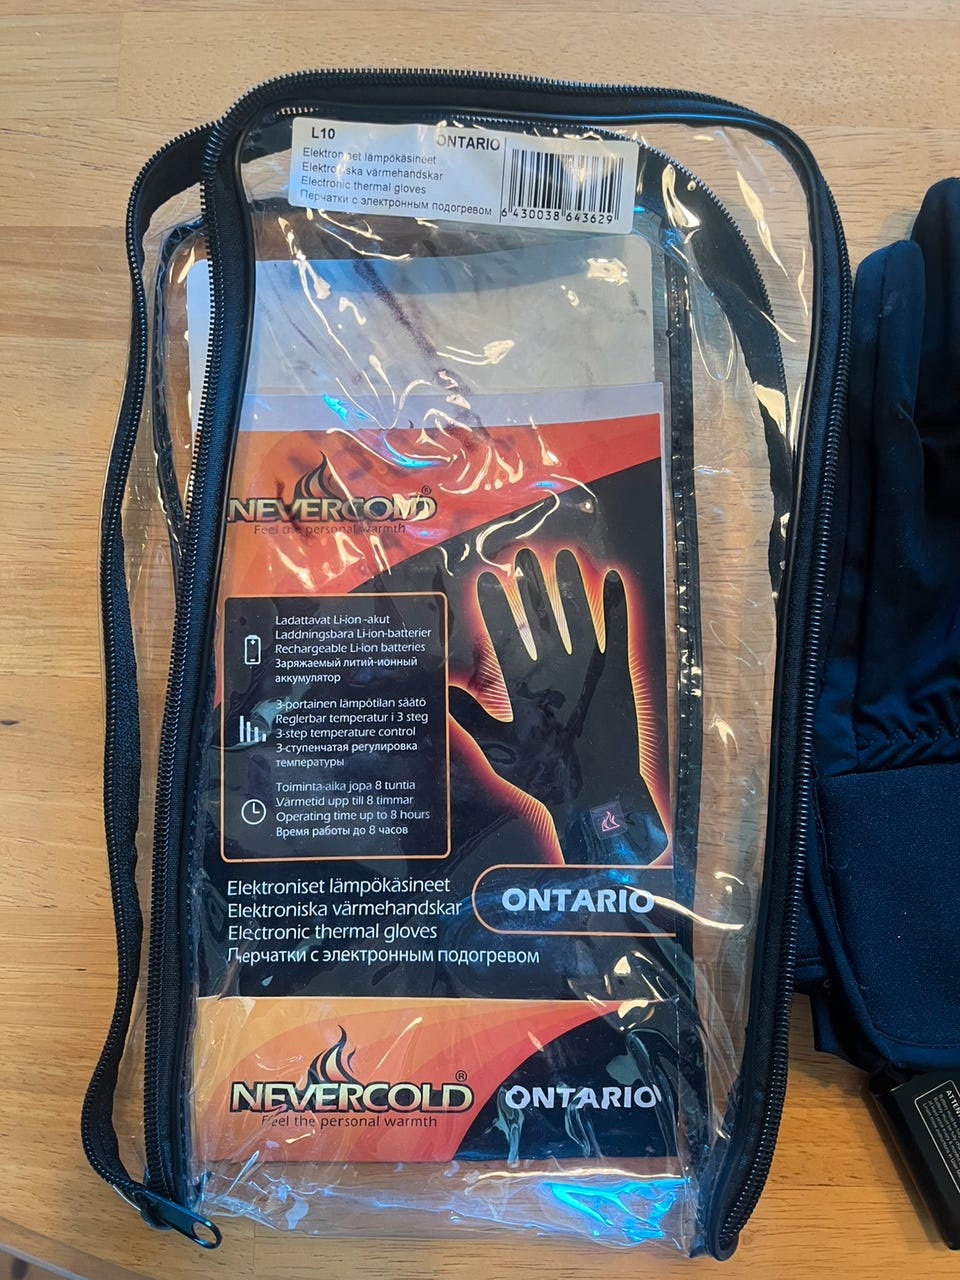 L10
ONTARIO
Elektroniset lämpökäsineet
Elektroniska värmehandskar
Electronic thermal gloves
Перчатки с электронным подогревом
6 430038 643629
NEVERCOLD®
Feel the personal warmth
Ladattavat Li-ion -akut
Laddningsbara Li-ion-batterier
Rechargeable Li-ion batteries
Заряжаемый литий-ионный
аккумулятор
3-portainen lämpötilan säätö
Reglerbar temperatur i 3 steg
3-step temperature control
3-ступенчатая регулировка
температуры
Toiminta-aika jopa 8 tuntia
Värmetid upp till 8 timmar
Operating time up to 8 hours
Время работы до 8 часов
Elektroniset lämpökäsineet
Elektroniska värmehandskar
Electronic thermal gloves
Перчатки с электронным подогревом
ONTARIO
NEVERCOLD®
Feel the personal warmth
ONTARIO